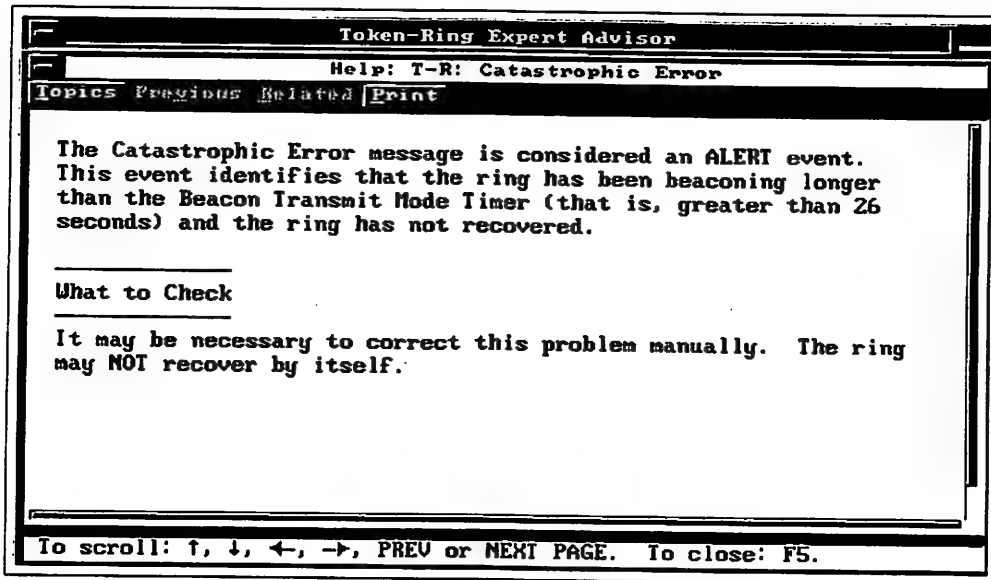 Token-Ring Expert Advisor
Help: T-R: Catastrophic Error
Topics Previous Related Print
The Catastrophic Error message is considered an ALERT event.
This event identifies that the ring has been beaconing longer
than the Beacon Transmit Mode Timer (that is, greater than 26
seconds) and the ring has not recovered.
What to Check
It may be necessary to correct this problem manually.  The ring
may NOT recover by itself.
To scroll: ↑, ↓, ←, →, PREV or NEXT PAGE.  To close: F5.